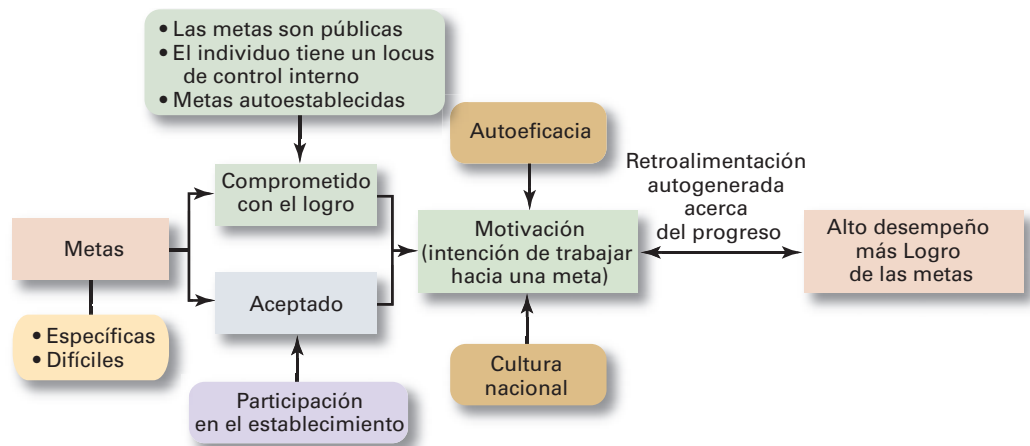 • Las metas son públicas
• El individuo tiene un locus
de control interno
• Metas autoestablecidas
Autoeficacia
Comprometido
con el logro
Retroalimentación
autogenerada
acerca
del progreso
Metas
Motivación
(intención de trabajar
hacia una meta)
Alto desempeño
más Logro
de las metas
Aceptado
• Específicas
• Difíciles
Cultura
nacional
Participación
en el establecimiento